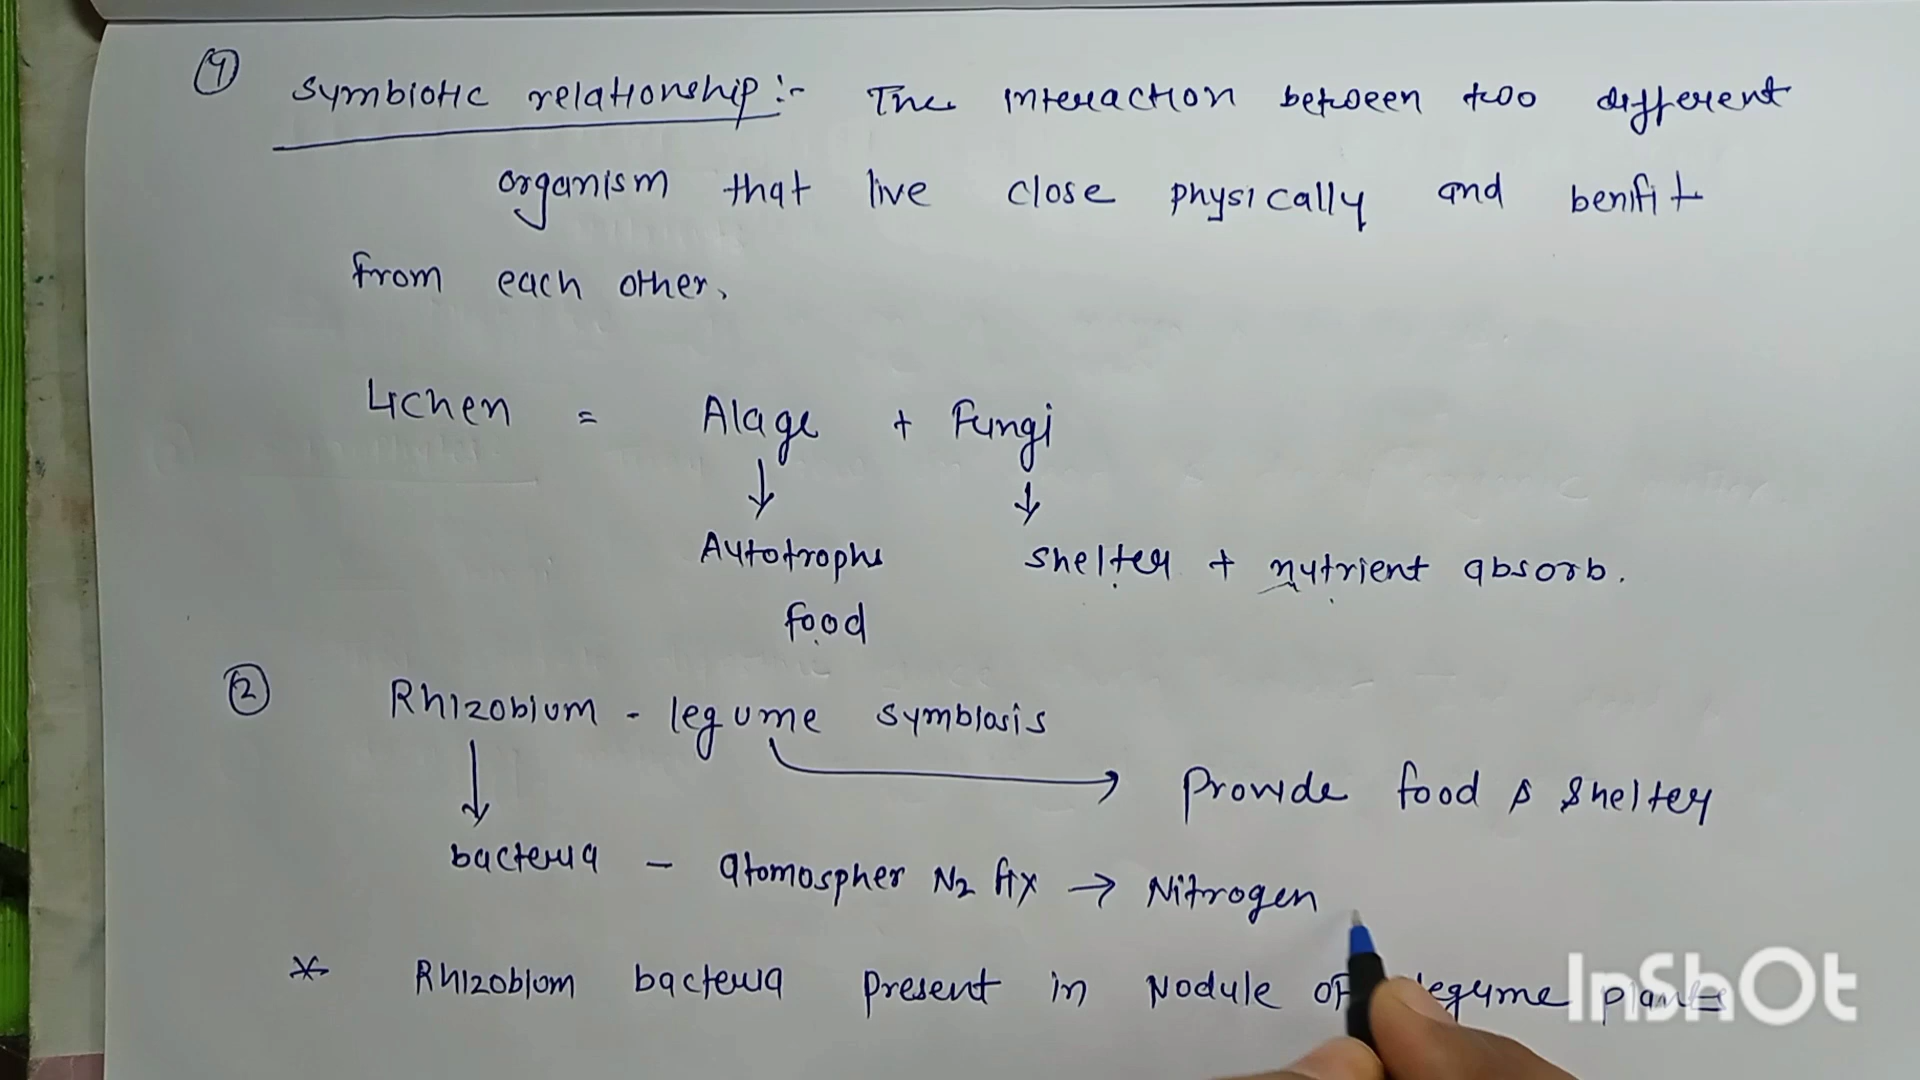 ① Symbiotic relationship :- The interaction between two different
organism that live close physically and benifit
from each other.
Lichen = Alage + Fungi
↓ ↓
Autotrophs shelter + nutrient absorb.
food
② Rhizobium - legume symbiosis
↓ → Provide food & shelter
bacteria - atomospher N2 fix → Nitrogen
* Rhizobiom bacteria present in Nodule of legume plants
InShOt